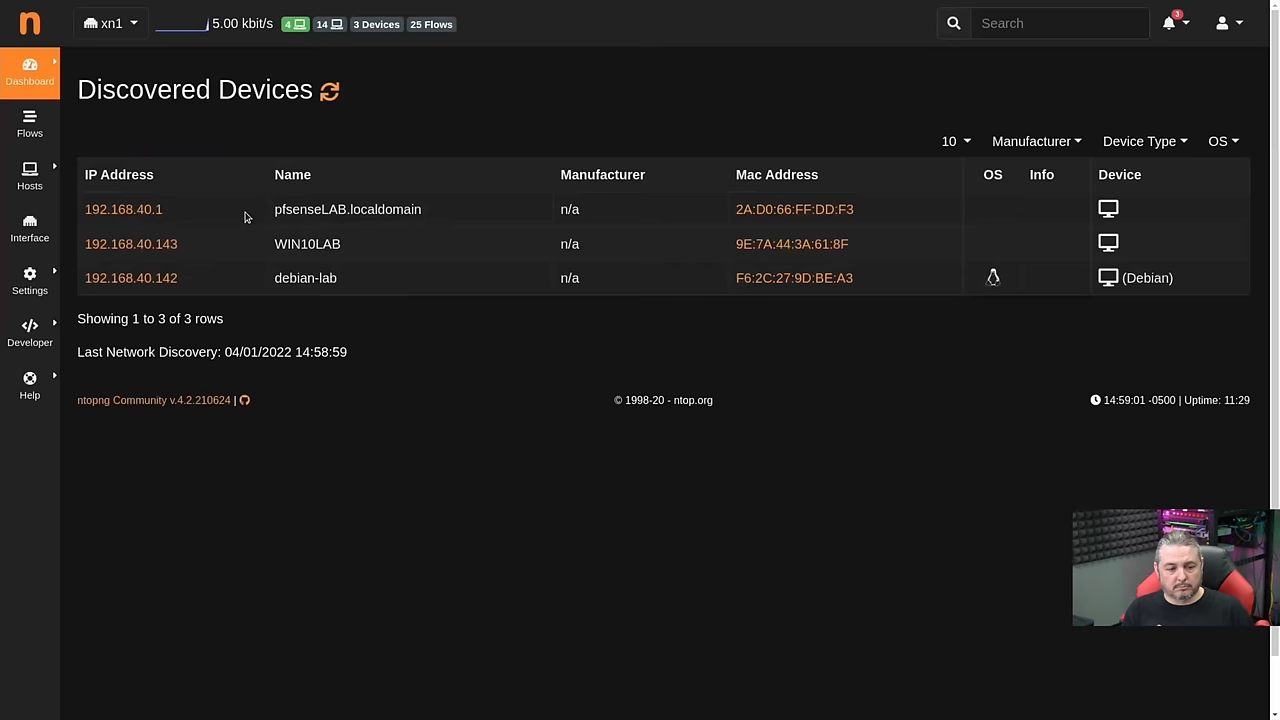 n xn1 5.00 kbit/s 4 14 3 Devices 25 Flows Search 3
Dashboard
Flows
Hosts
Interface
Settings
Developer
Help
Discovered Devices
10 Manufacturer Device Type OS
IP Address Name Manufacturer Mac Address OS Info Device
192.168.40.1 pfsenseLAB.localdomain n/a 2A:D0:66:FF:DD:F3
192.168.40.143 WIN10LAB n/a 9E:7A:44:3A:61:8F
192.168.40.142 debian-lab n/a F6:2C:27:9D:BE:A3 (Debian)
Showing 1 to 3 of 3 rows
Last Network Discovery: 04/01/2022 14:58:59
ntopng Community v.4.2.210624 | © 1998-20 - ntop.org 14:59:01 -0500 | Uptime: 11:29